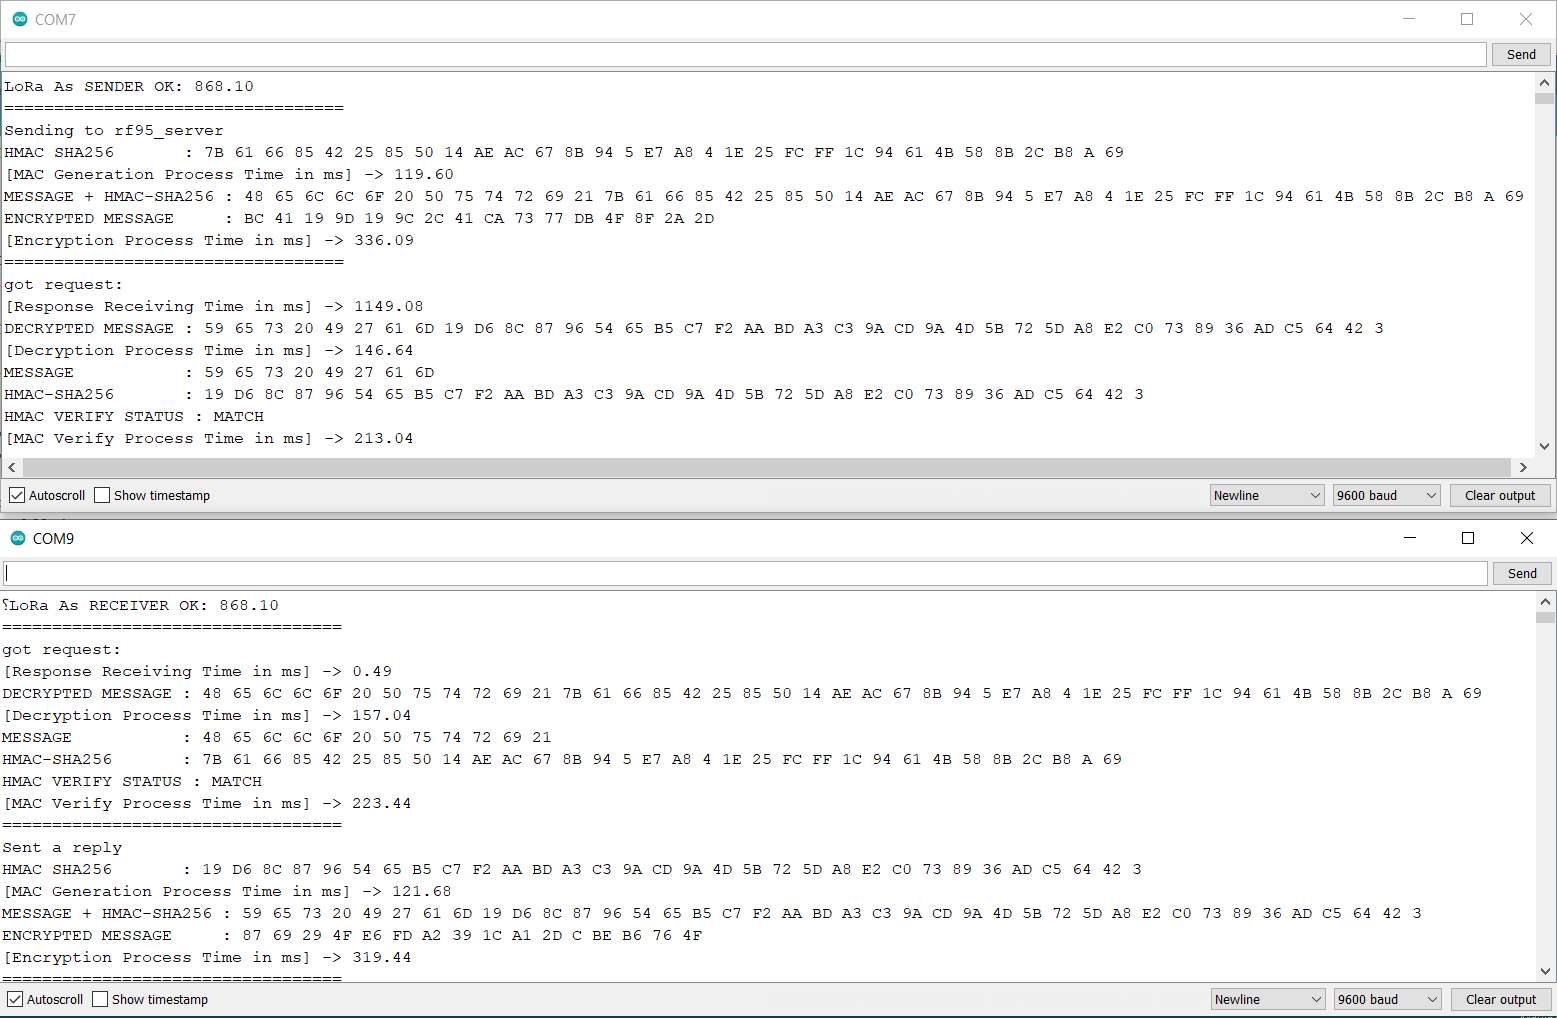 COM7
Send
LoRa As SENDER OK: 868.10
==================================
Sending to rf95_server
HMAC SHA256       : 7B 61 66 85 42 25 85 50 14 AE AC 67 8B 94 5 E7 A8 4 1E 25 FC FF 1C 94 61 4B 58 8B 2C B8 A 69
[MAC Generation Process Time in ms] -> 119.60
MESSAGE + HMAC-SHA256 : 48 65 6C 6C 6F 20 50 75 74 72 69 21 7B 61 66 85 42 25 85 50 14 AE AC 67 8B 94 5 E7 A8 4 1E 25 FC FF 1C 94 61 4B 58 8B 2C B8 A 69
ENCRYPTED MESSAGE     : BC 41 19 9D 19 9C 2C 41 CA 73 77 DB 4F 8F 2A 2D
[Encryption Process Time in ms] -> 336.09
==================================
got request:
[Response Receiving Time in ms] -> 1149.08
DECRYPTED MESSAGE : 59 65 73 20 49 27 61 6D 19 D6 8C 87 96 54 65 B5 C7 F2 AA BD A3 C3 9A CD 9A 4D 5B 72 5D A8 E2 C0 73 89 36 AD C5 64 42 3
[Decryption Process Time in ms] -> 146.64
MESSAGE           : 59 65 73 20 49 27 61 6D
HMAC-SHA256       : 19 D6 8C 87 96 54 65 B5 C7 F2 AA BD A3 C3 9A CD 9A 4D 5B 72 5D A8 E2 C0 73 89 36 AD C5 64 42 3
HMAC VERIFY STATUS : MATCH
[MAC Verify Process Time in ms] -> 213.04
Autoscroll Show timestamp Newline 9600 baud Clear output
COM9
Send
⸮LoRa As RECEIVER OK: 868.10
==================================
got request:
[Response Receiving Time in ms] -> 0.49
DECRYPTED MESSAGE : 48 65 6C 6C 6F 20 50 75 74 72 69 21 7B 61 66 85 42 25 85 50 14 AE AC 67 8B 94 5 E7 A8 4 1E 25 FC FF 1C 94 61 4B 58 8B 2C B8 A 69
[Decryption Process Time in ms] -> 157.04
MESSAGE           : 48 65 6C 6C 6F 20 50 75 74 72 69 21
HMAC-SHA256       : 7B 61 66 85 42 25 85 50 14 AE AC 67 8B 94 5 E7 A8 4 1E 25 FC FF 1C 94 61 4B 58 8B 2C B8 A 69
HMAC VERIFY STATUS : MATCH
[MAC Verify Process Time in ms] -> 223.44
==================================
Sent a reply
HMAC SHA256       : 19 D6 8C 87 96 54 65 B5 C7 F2 AA BD A3 C3 9A CD 9A 4D 5B 72 5D A8 E2 C0 73 89 36 AD C5 64 42 3
[MAC Generation Process Time in ms] -> 121.68
MESSAGE + HMAC-SHA256 : 59 65 73 20 49 27 61 6D 19 D6 8C 87 96 54 65 B5 C7 F2 AA BD A3 C3 9A CD 9A 4D 5B 72 5D A8 E2 C0 73 89 36 AD C5 64 42 3
ENCRYPTED MESSAGE     : 87 69 29 4F E6 FD A2 39 1C A1 2D C BE B6 76 4F
[Encryption Process Time in ms] -> 319.44
==================================
Autoscroll Show timestamp Newline 9600 baud Clear output